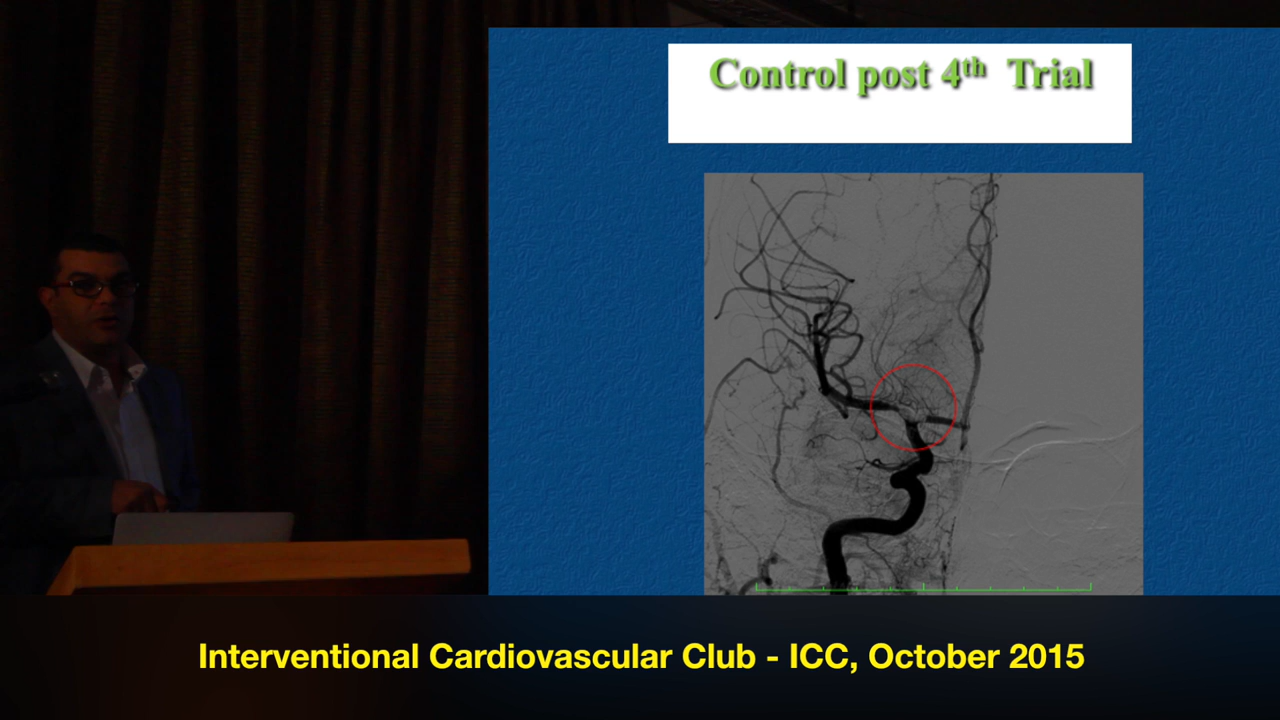 Control post 4th Trial
Interventional Cardiovascular Club - ICC, October 2015